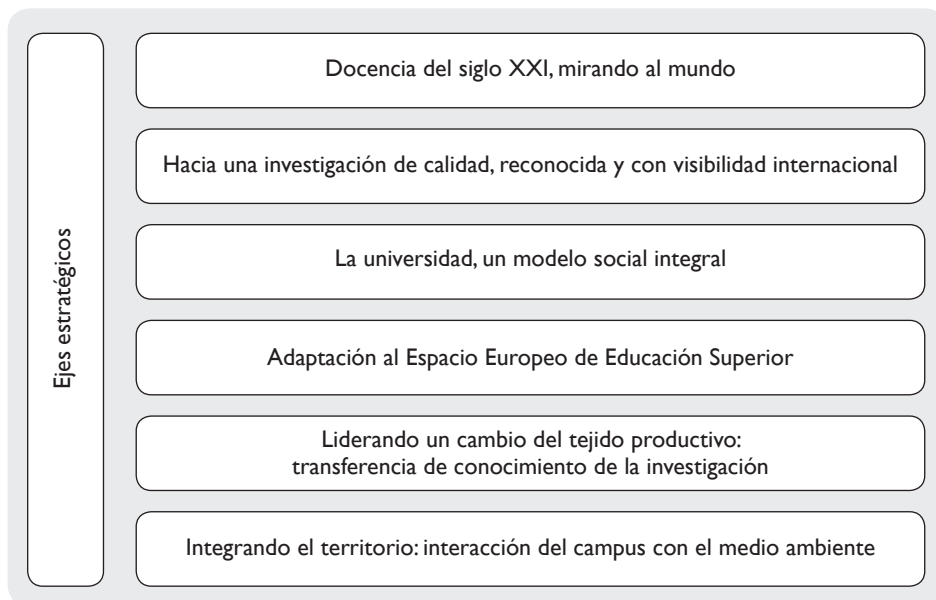 Ejes estratégicos
Docencia del siglo XXI, mirando al mundo
Hacia una investigación de calidad, reconocida y con visibilidad internacional
La universidad, un modelo social integral
Adaptación al Espacio Europeo de Educación Superior
Liderando un cambio del tejido productivo:
transferencia de conocimiento de la investigación
Integrando el territorio: interacción del campus con el medio ambiente